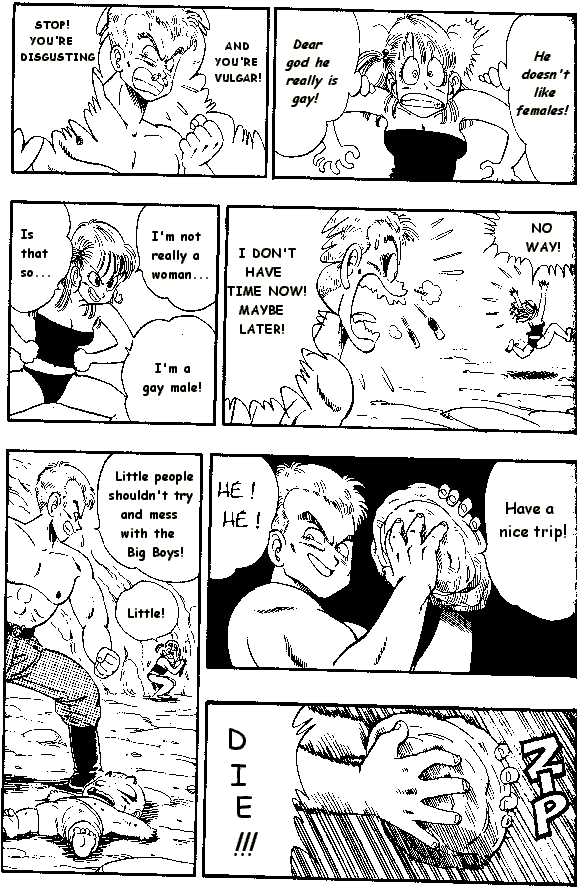 STOP!
YOU'RE
DISGUSTING
AND
YOU'RE
VULGAR!
Dear
god he
really is
gay!
He
doesn't
like
females!
Is
that
so...
I'm not
really a
woman...
I'm a
gay male!
I DON'T
HAVE
TIME NOW!
MAYBE
LATER!
NO
WAY!
Little people
shouldn't try
and mess
with the
Big Boys!
Little!
HE!
HE!
Have a
nice trip!
DIE!!!
ZIP